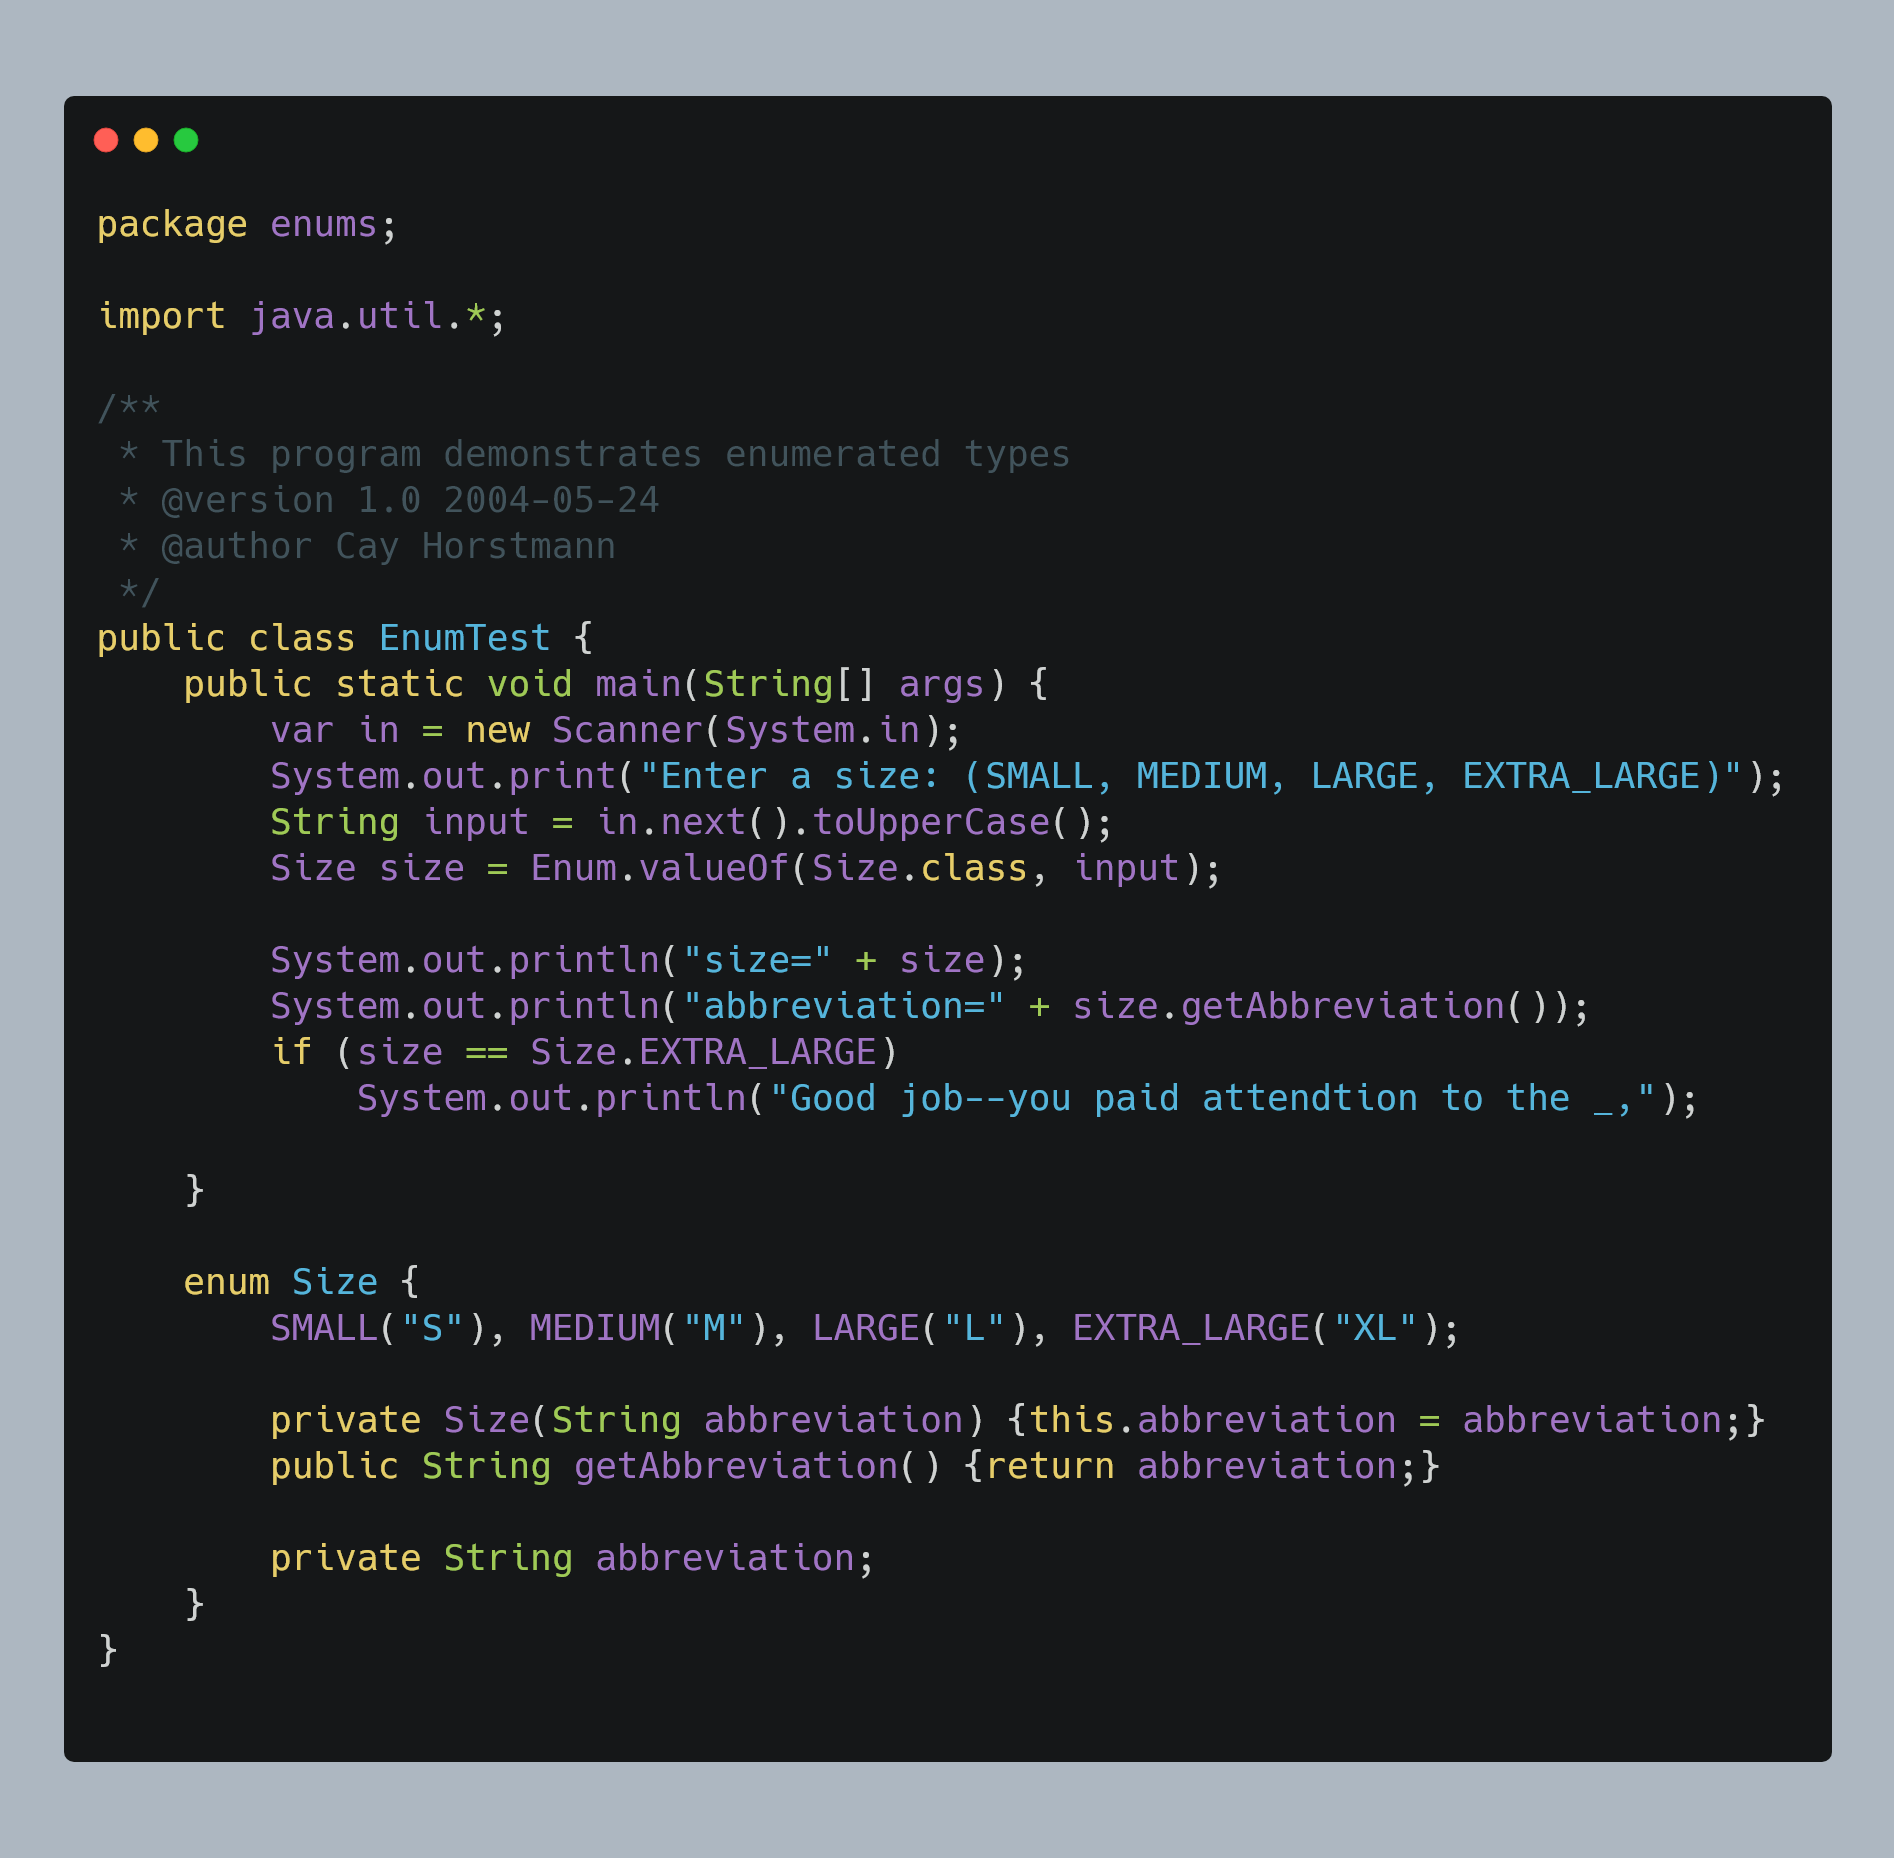 package enums;

import java.util.*;

/**
 * This program demonstrates enumerated types
 * @version 1.0 2004-05-24
 * @author Cay Horstmann
 */
public class EnumTest {
    public static void main(String[] args) {
        var in = new Scanner(System.in);
        System.out.print("Enter a size: (SMALL, MEDIUM, LARGE, EXTRA_LARGE)");
        String input = in.next().toUpperCase();
        Size size = Enum.valueOf(Size.class, input);

        System.out.println("size=" + size);
        System.out.println("abbreviation=" + size.getAbbreviation());
        if (size == Size.EXTRA_LARGE)
            System.out.println("Good job--you paid attendtion to the _,");

    }

    enum Size {
        SMALL("S"), MEDIUM("M"), LARGE("L"), EXTRA_LARGE("XL");

        private Size(String abbreviation) {this.abbreviation = abbreviation;}
        public String getAbbreviation() {return abbreviation;}

        private String abbreviation;
    }
}